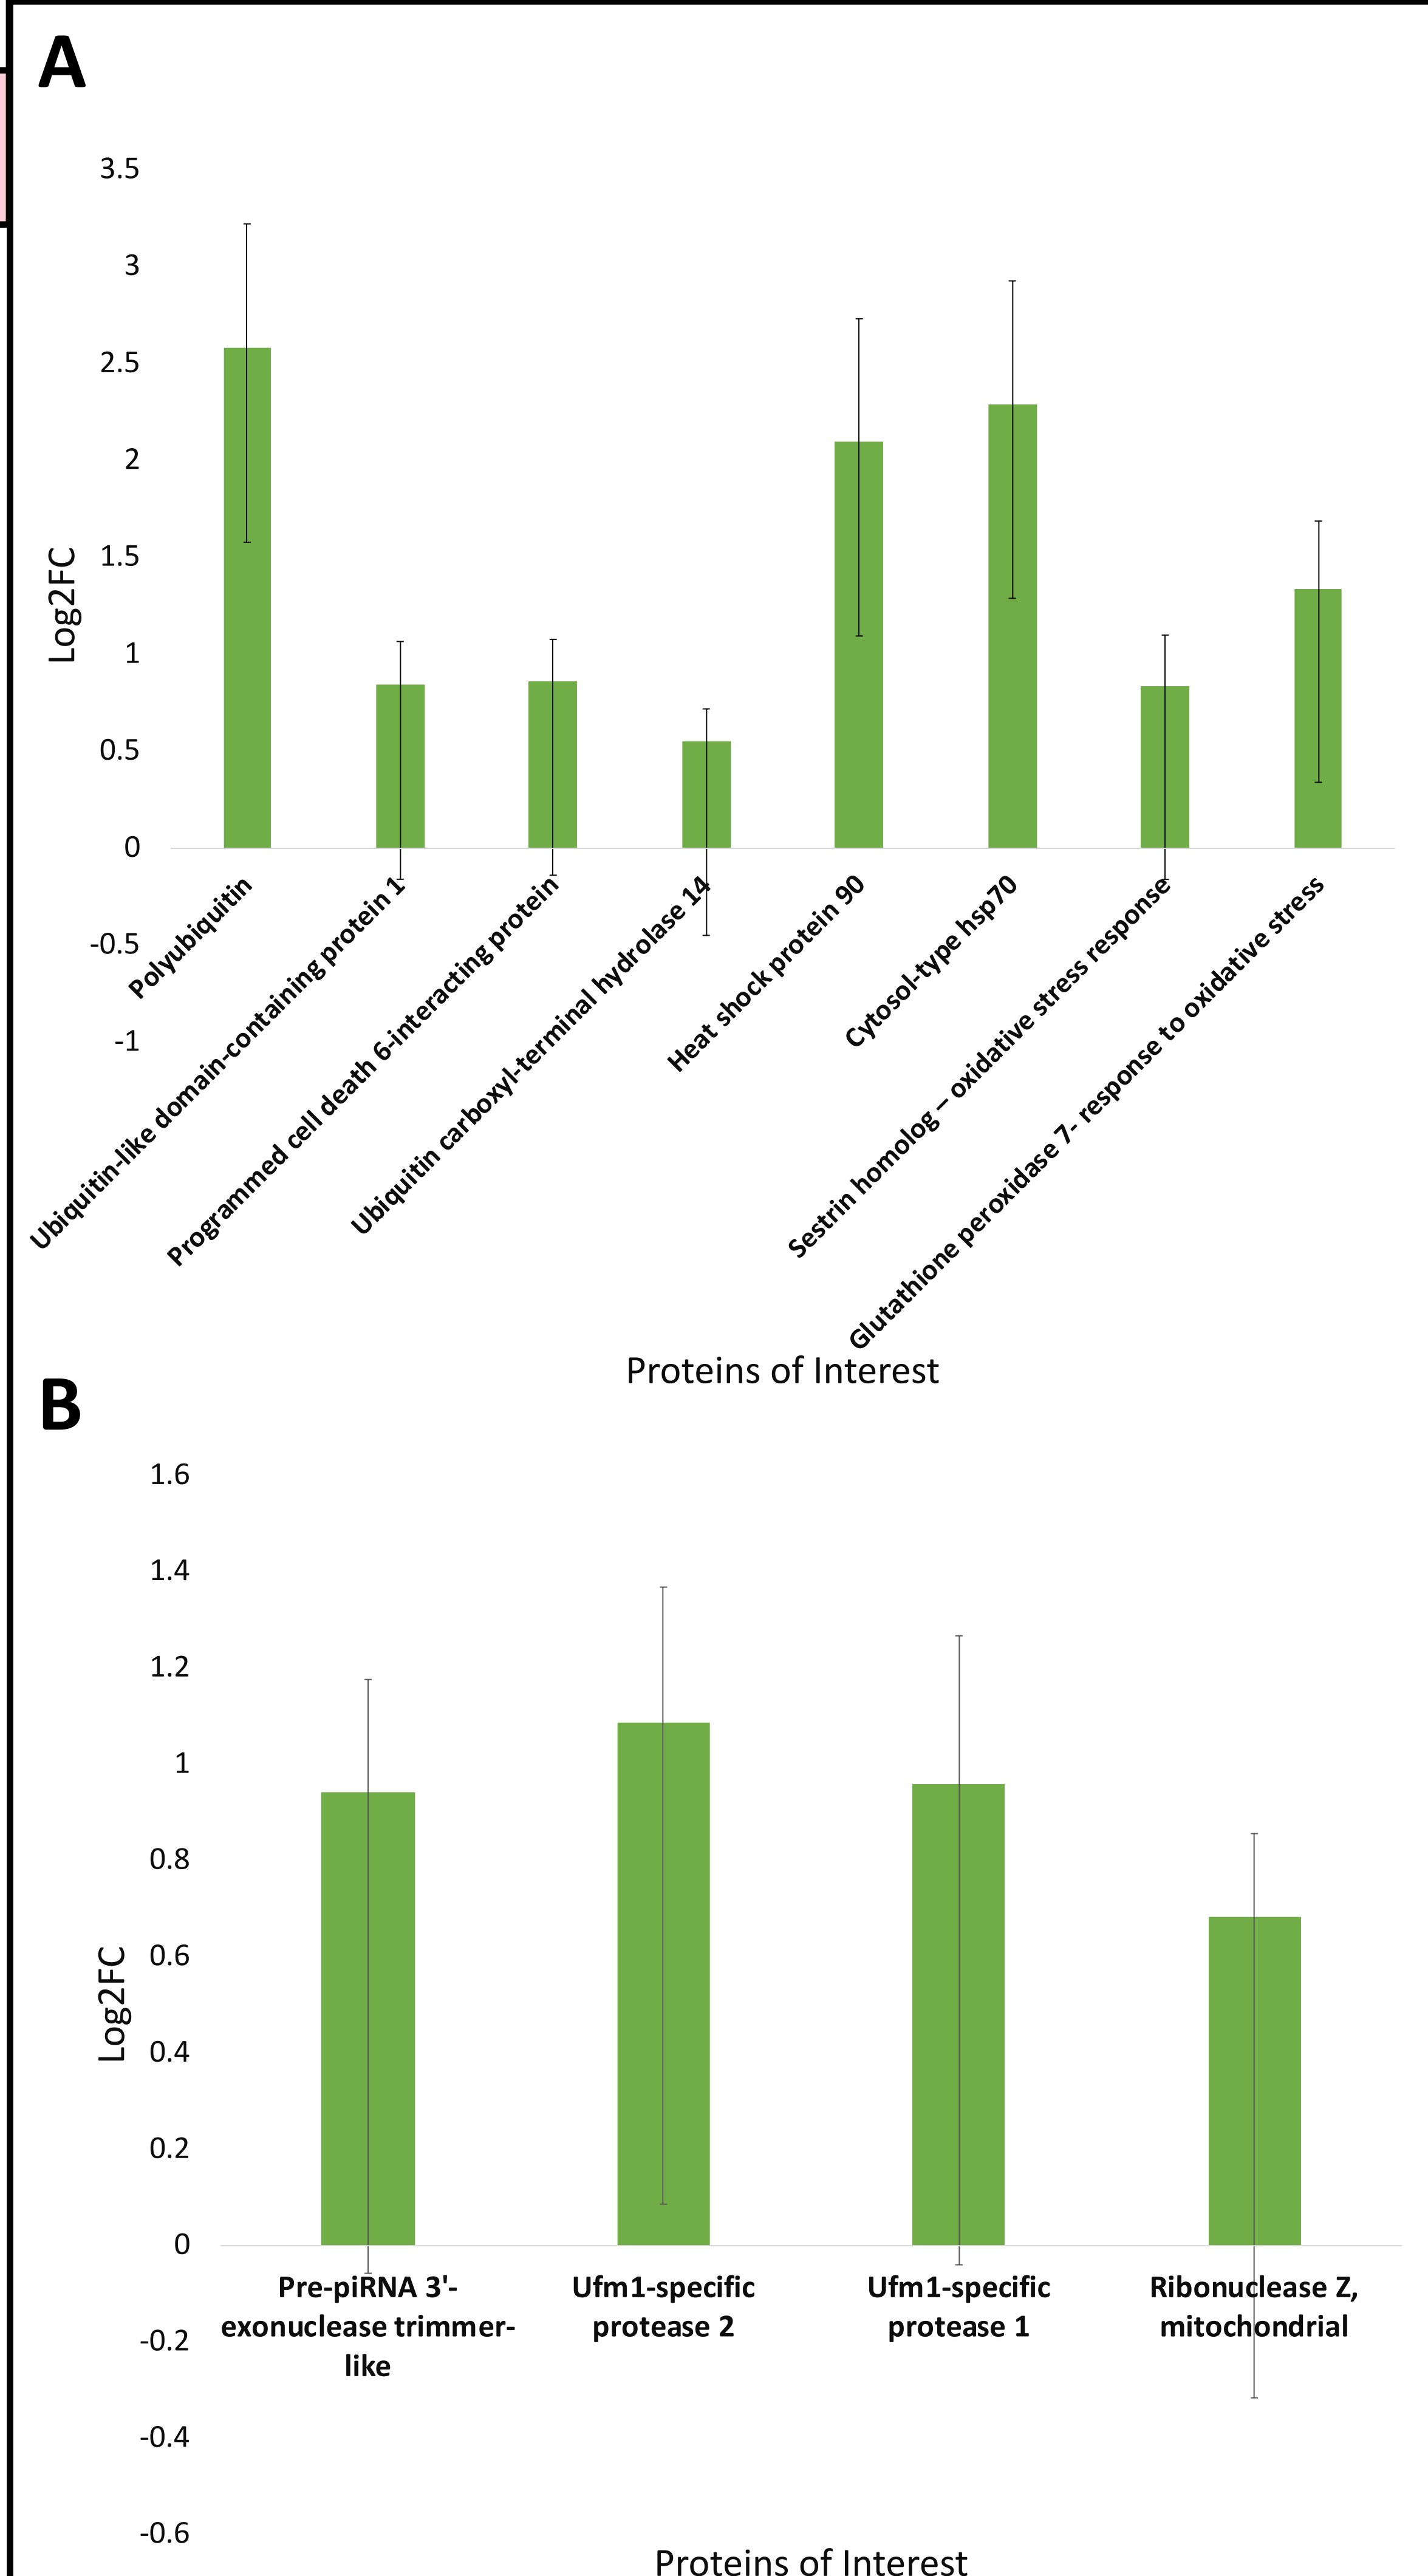 A
3.5
3
2.5
2
1.5
1
0.5
0
-0.5
-1
Log2FC
Polyubiquitin
Ubiquitin-like domain-containing protein 1
Programmed cell death 6-interacting protein
Ubiquitin carboxyl-terminal hydrolase 14
Heat shock protein 90
Cytosol-type hsp70
Sestrin homolog – oxidative stress response
Glutathione peroxidase 7- response to oxidative stress
Proteins of Interest
B
1.6
1.4
1.2
1
0.8
0.6
0.4
0.2
0
-0.2
-0.4
-0.6
Log2FC
Pre-piRNA 3'-
exonuclease trimmer-
like
Ufm1-specific
protease 2
Ufm1-specific
protease 1
Ribonuclease Z,
mitochondrial
Proteins of Interest